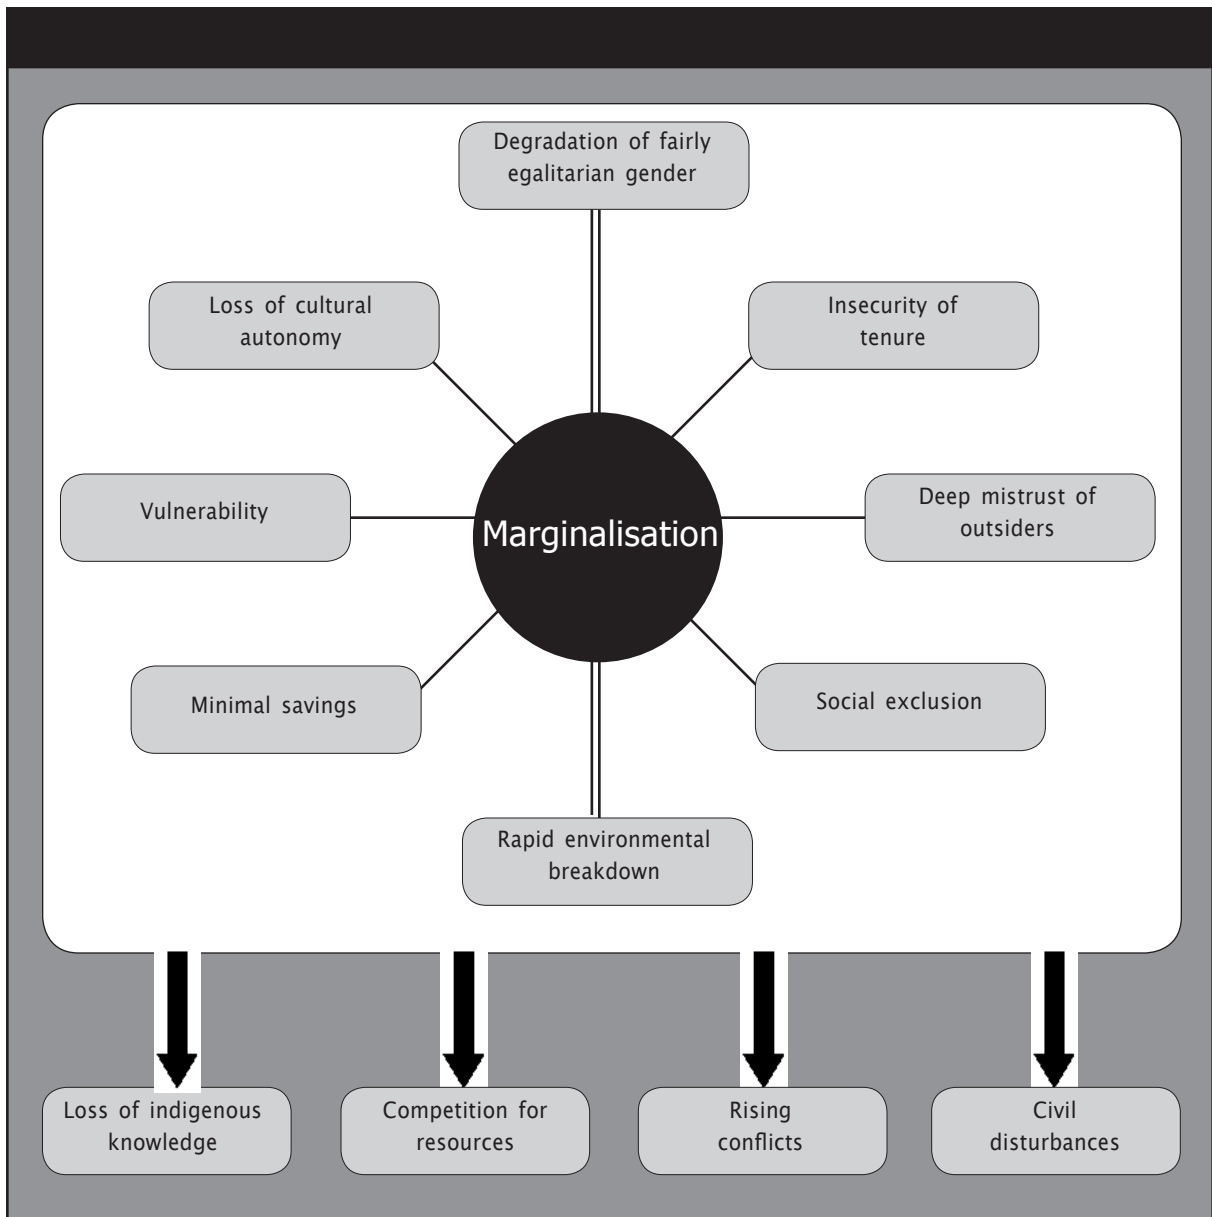 Degradation of fairly
egalitarian gender
Loss of cultural
autonomy
Insecurity of
tenure
Vulnerability
Marginalisation
Deep mistrust of
outsiders
Minimal savings
Social exclusion
Rapid environmental
breakdown
Loss of indigenous
knowledge
Competition for
resources
Rising
conflicts
Civil
disturbances